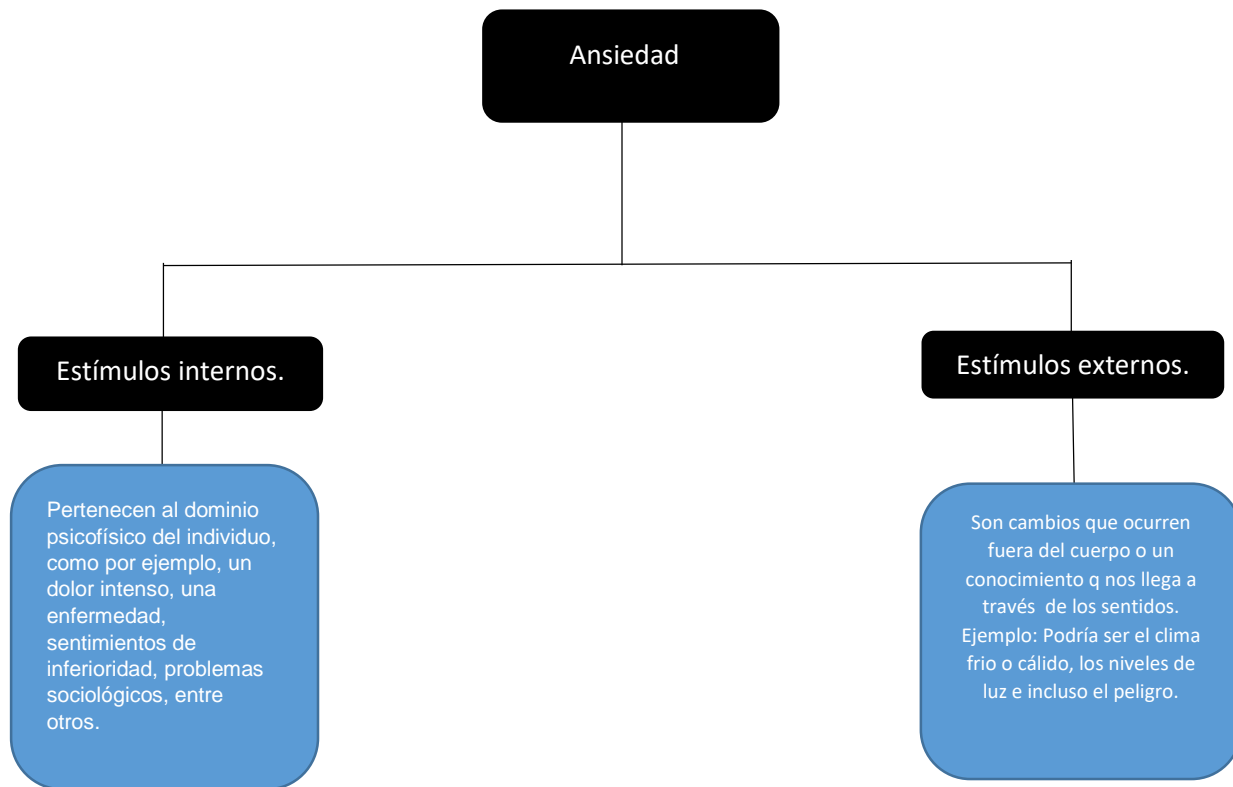 Ansiedad
Estímulos internos.
Estímulos externos.
Pertenecen al dominio
psicofísico del individuo,
como por ejemplo, un
dolor intenso, una
enfermedad,
sentimientos de
inferioridad, problemas
sociológicos, entre
otros.
Son cambios que ocurren
fuera del cuerpo o un
conocimiento q nos llega a
través de los sentidos.
Ejemplo: Podría ser el clima
frio o cálido, los niveles de
luz e incluso el peligro.